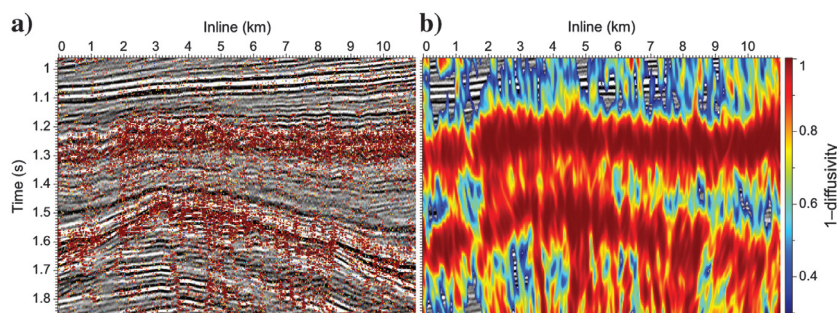 a)
Inline (km)
0 1 2 3 4 5 6 7 8 9 10
Time (s)
1
1.1
1.2
1.3
1.4
1.5
1.6
1.7
1.8
b)
Inline (km)
0 1 2 3 4 5 6 7 8 9 10
1
0.8
0.6
0.4
1–diffusivity